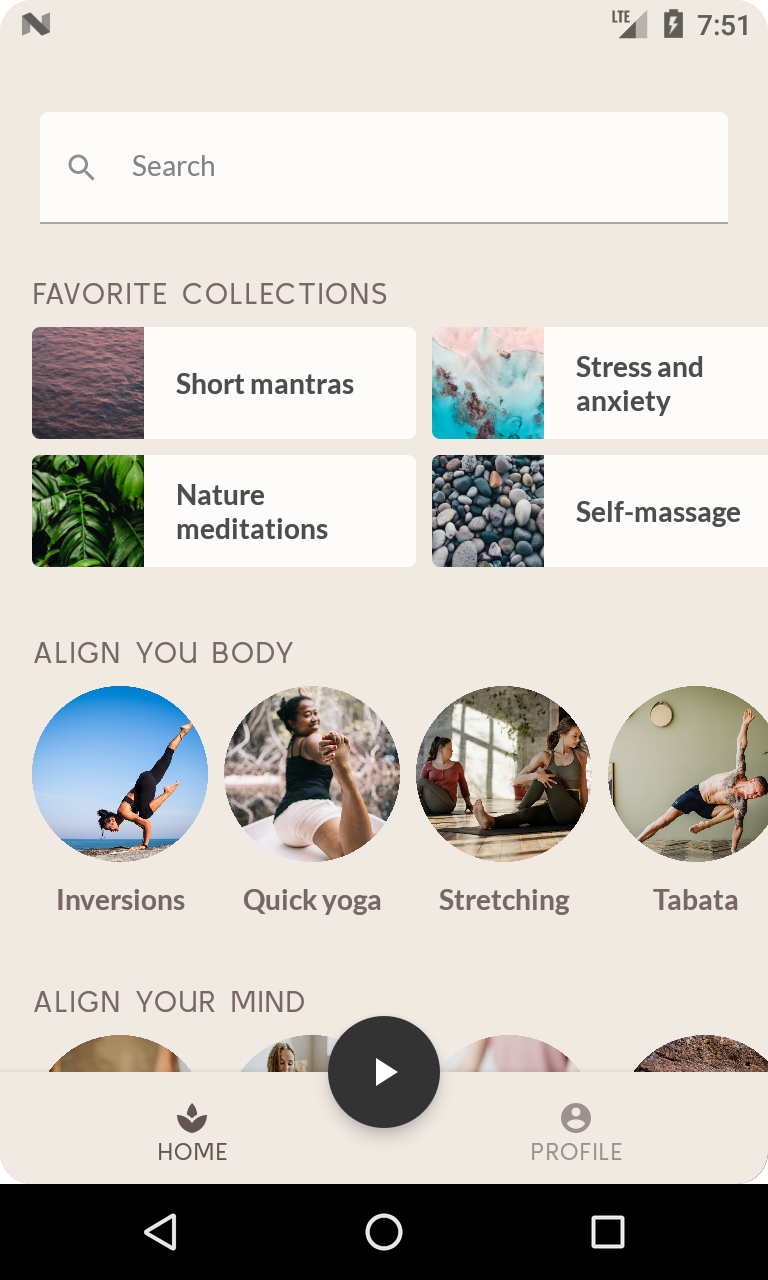 LTE 7:51
Search
FAVORITE COLLECTIONS
Short mantras
Stress and
anxiety
Nature
meditations
Self-massage
ALIGN YOU BODY
Inversions
Quick yoga
Stretching
Tabata
ALIGN YOUR MIND
HOME
PROFILE